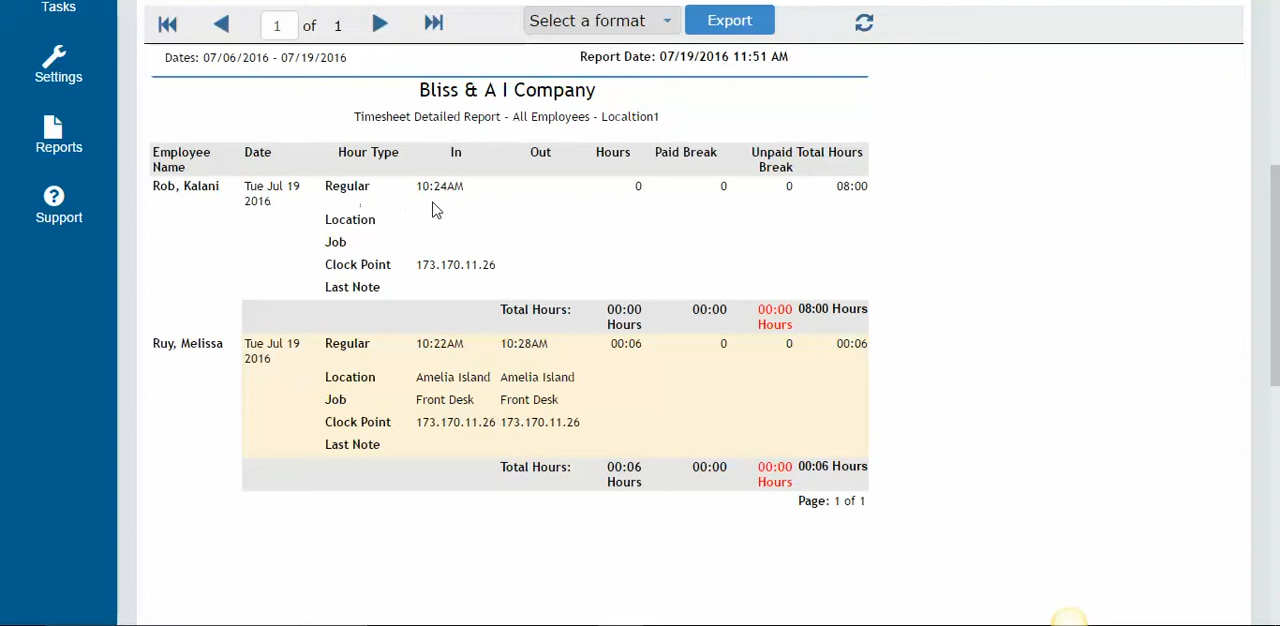 Tasks
Settings
Reports
Support
1 of 1 Select a format Export
Dates: 07/06/2016 - 07/19/2016 Report Date: 07/19/2016 11:51 AM
Bliss & A I Company
Timesheet Detailed Report - All Employees - Localtion1
Employee Name Date Hour Type In Out Hours Paid Break Unpaid Break Total Hours
Rob, Kalani Tue Jul 19 2016 Regular 10:24AM 0 0 0 08:00
Location
Job
Clock Point 173.170.11.26
Last Note
Total Hours: 00:00 Hours 00:00 00:00 Hours 08:00 Hours
Ruy, Melissa Tue Jul 19 2016 Regular 10:22AM 10:28AM 00:06 0 0 00:06
Location Amelia Island Amelia Island
Job Front Desk Front Desk
Clock Point 173.170.11.26 173.170.11.26
Last Note
Total Hours: 00:06 Hours 00:00 00:00 Hours 00:06 Hours
Page: 1 of 1